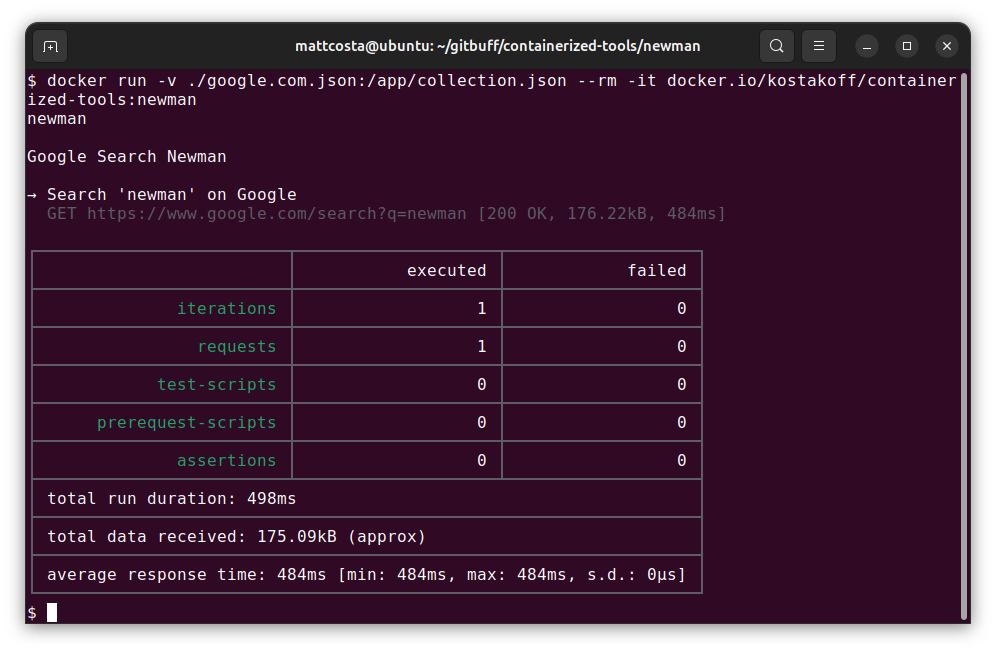 mattcosta@ubuntu: ~/gitbuff/containerized-tools/newman
$ docker run -v ./google.com.json:/app/collection.json --rm -it docker.io/kostakoff/container
ized-tools:newman
newman
Google Search Newman
→ Search 'newman' on Google
GET https://www.google.com/search?q=newman [200 OK, 176.22kB, 484ms]
executed failed
iterations 1 0
requests 1 0
test-scripts 0 0
prerequest-scripts 0 0
assertions 0 0
total run duration: 498ms
total data received: 175.09kB (approx)
average response time: 484ms [min: 484ms, max: 484ms, s.d.: 0µs]
$